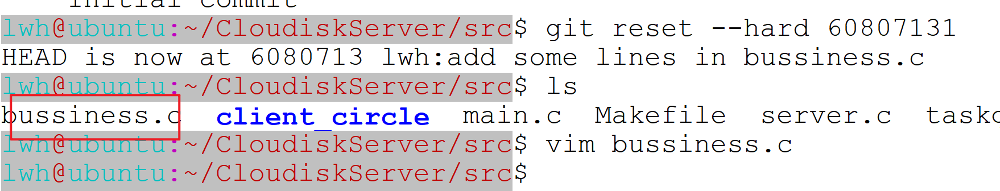 initial commit
lwh@ubuntu:~/CloudiskServer/src$ git reset --hard 60807131
HEAD is now at 6080713 lwh:add some lines in bussiness.c
lwh@ubuntu:~/CloudiskServer/src$ ls
bussiness.c  client_circle  main.c  Makefile  server.c
lwh@ubuntu:~/CloudiskServer/src$ vim bussiness.c
lwh@ubuntu:~/CloudiskServer/src$